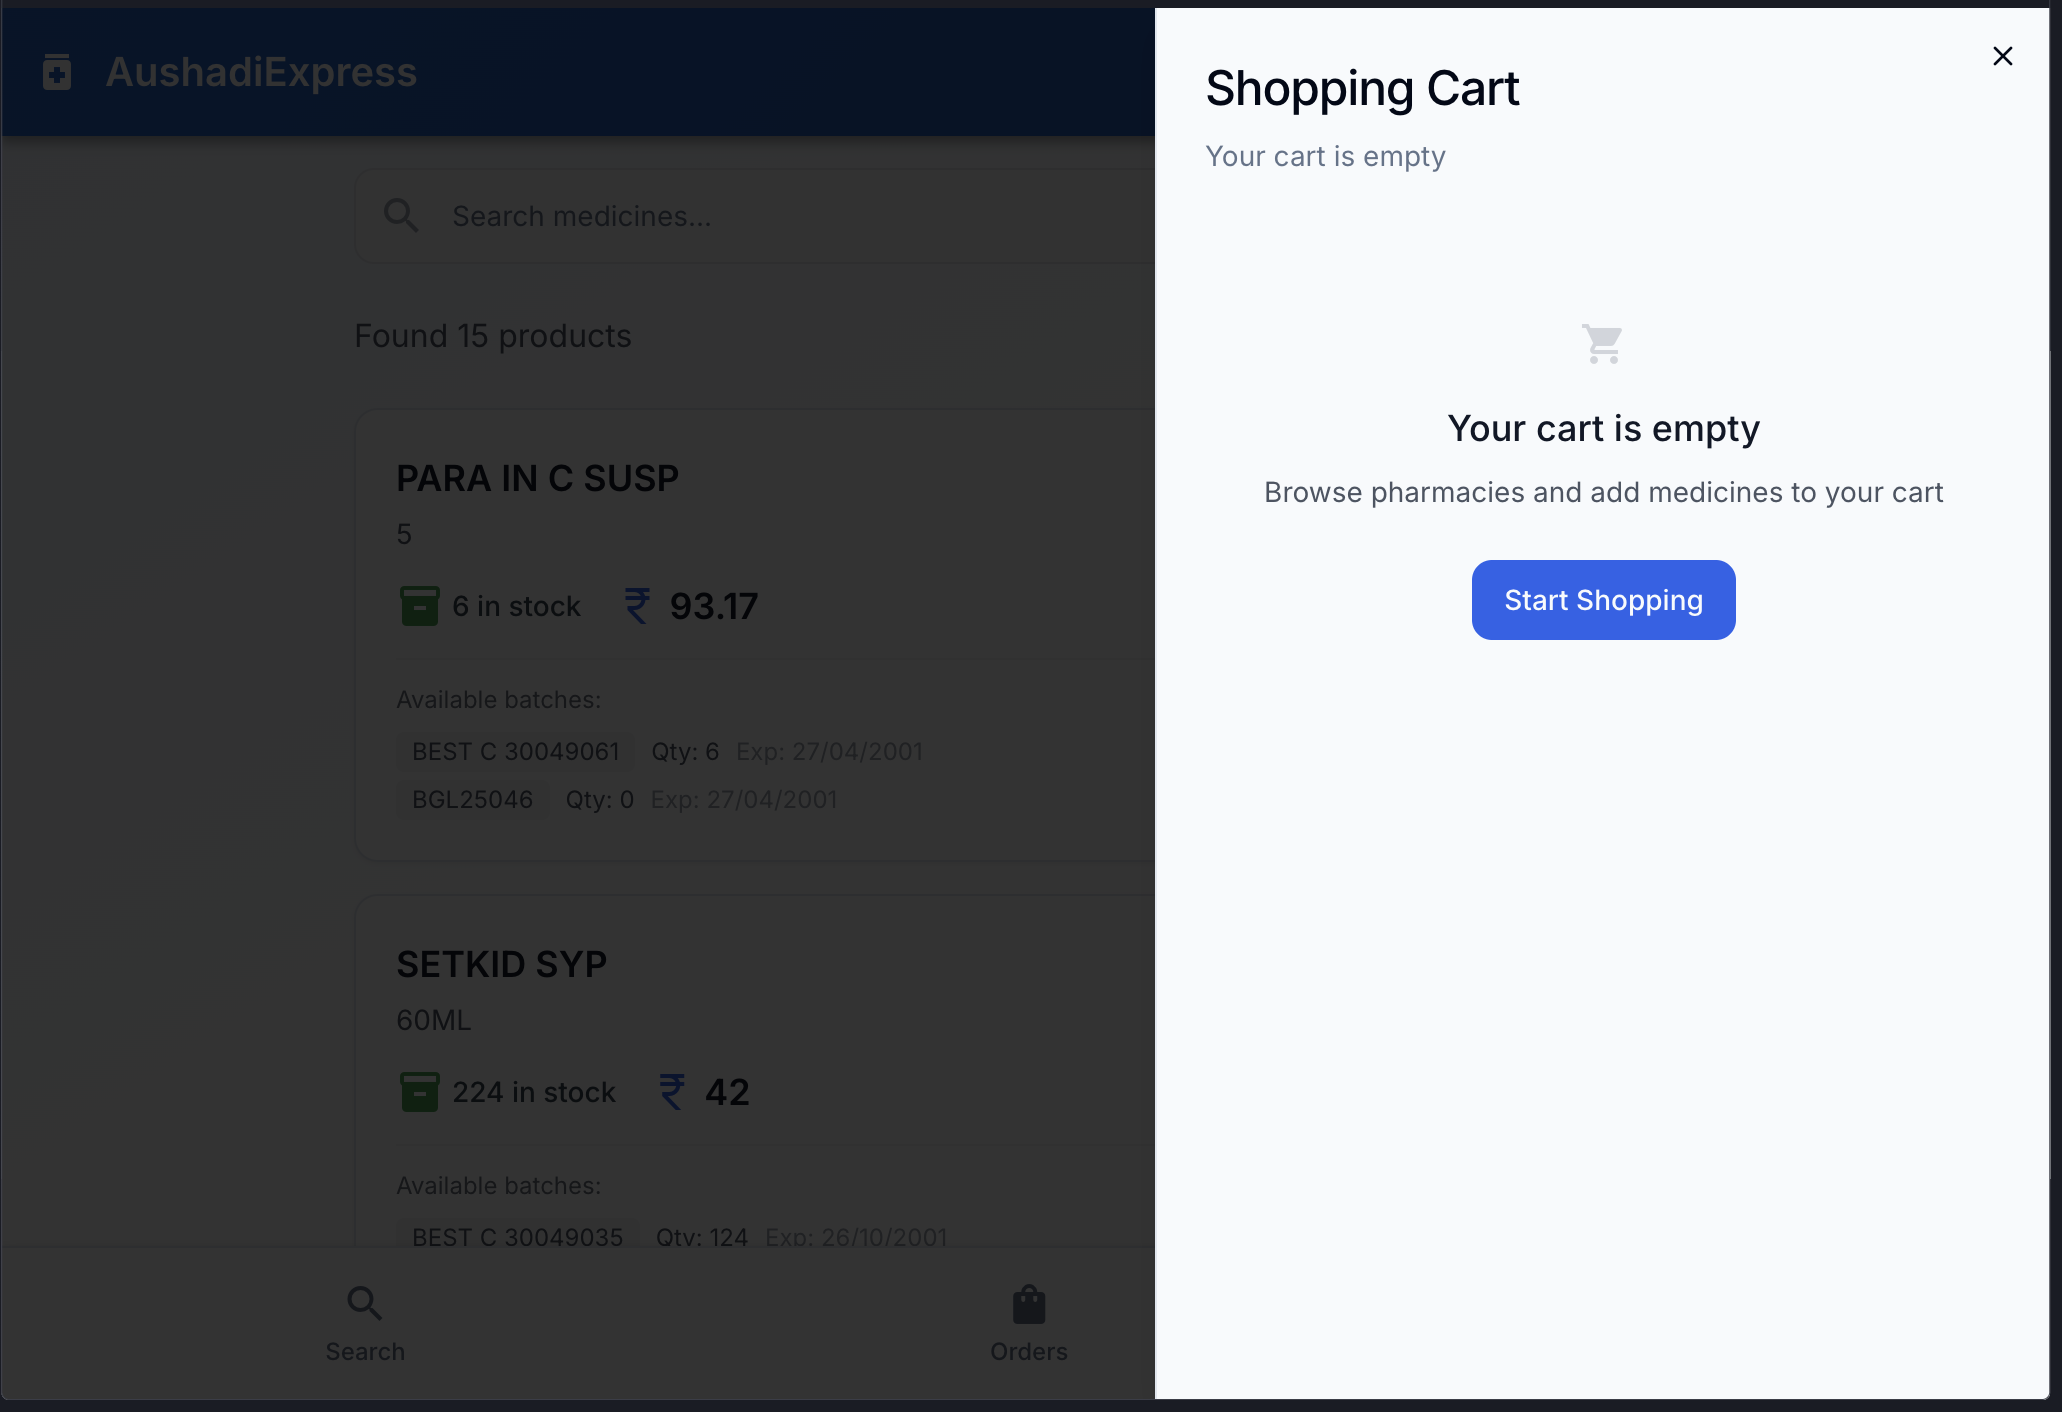 AushadiExpress
Search medicines...
Found 15 products
PARA IN C SUSP
5
6 in stock ₹ 93.17
Available batches:
BEST C 30049061 Qty: 6 Exp: 27/04/2001
BGL25046 Qty: 0 Exp: 27/04/2001
SETKID SYP
60ML
224 in stock ₹ 42
Available batches:
BEST C 30049035 Qty: 124 Exp: 26/10/2001
Search
Orders
Shopping Cart
Your cart is empty
Your cart is empty
Browse pharmacies and add medicines to your cart
Start Shopping